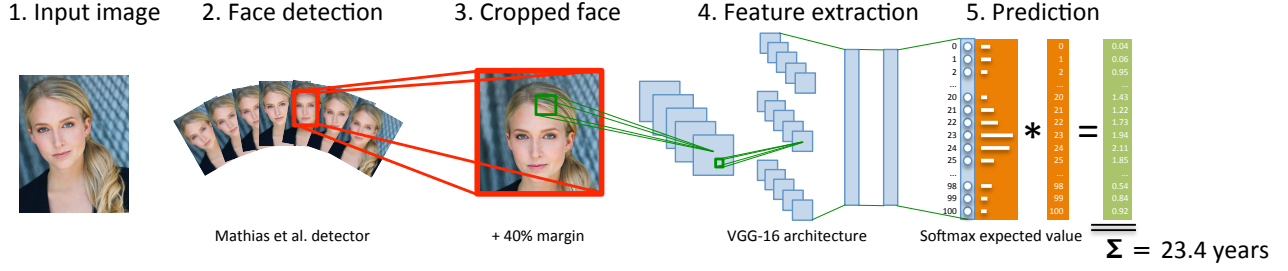 1. Input image
2. Face detection
3. Cropped face
4. Feature extraction
5. Prediction
0 0 0.04
1 1 0.06
2 2 0.95
... ... ...
20 20 1.43
21 21 1.22
22 22 1.73
23 23 * = 1.94
24 24 2.11
25 25 1.85
... ... ...
98 98 0.54
99 99 0.84
100 100 0.92
Mathias et al. detector
+ 40% margin
VGG-16 architecture
Softmax expected value
Σ = 23.4 years